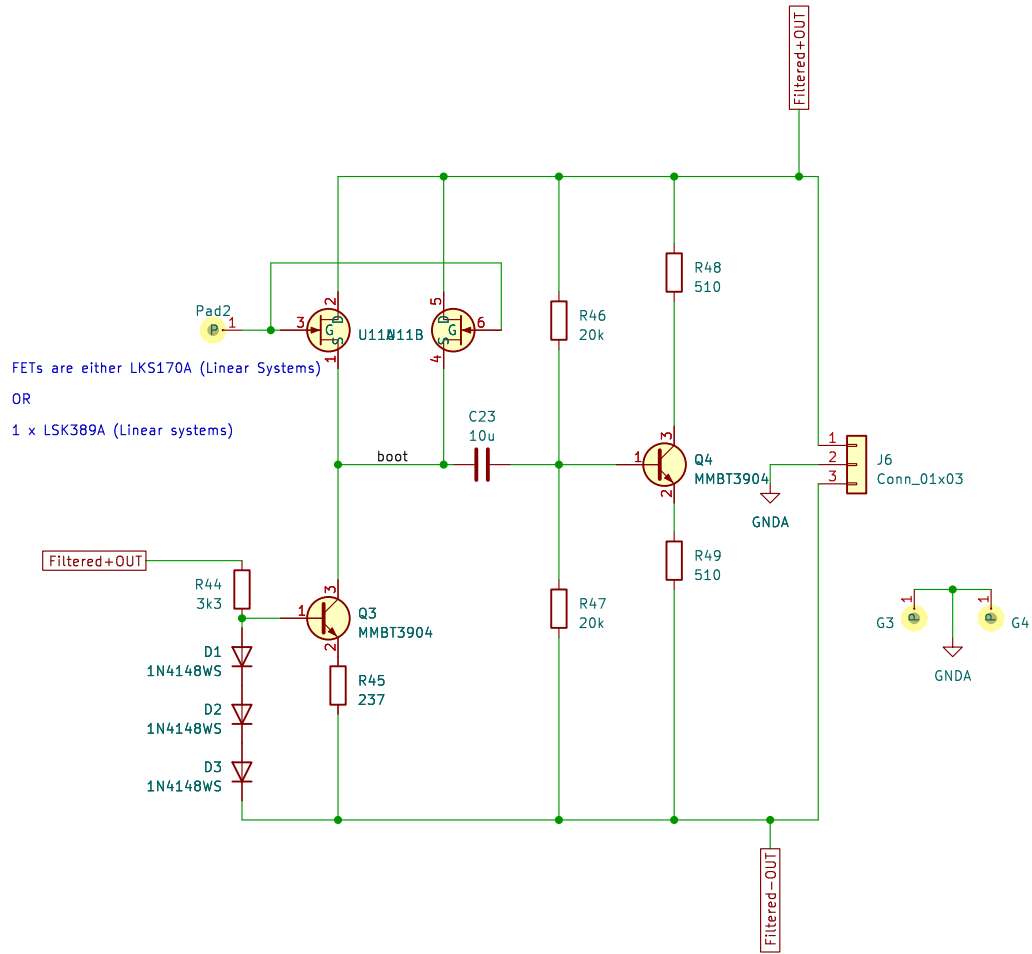 Filtered+OUT
Pad2
1
P
3
2
1
G
D
S
U11A
5
4
6
G
D
S
U11B
R46
20k
R48
510
FETs are either LKS170A (Linear Systems)
OR
1 x LSK389A (Linear systems)
boot
C23
10u
1
3
2
Q4
MMBT3904
1
2
3
J6
Conn_01x03
GNDA
Filtered+OUT
R44
3k3
1
3
2
Q3
MMBT3904
R49
510
R47
20k
1
P
G3
1
P
G4
GNDA
D1
1N4148WS
R45
237
D2
1N4148WS
D3
1N4148WS
Filtered-OUT